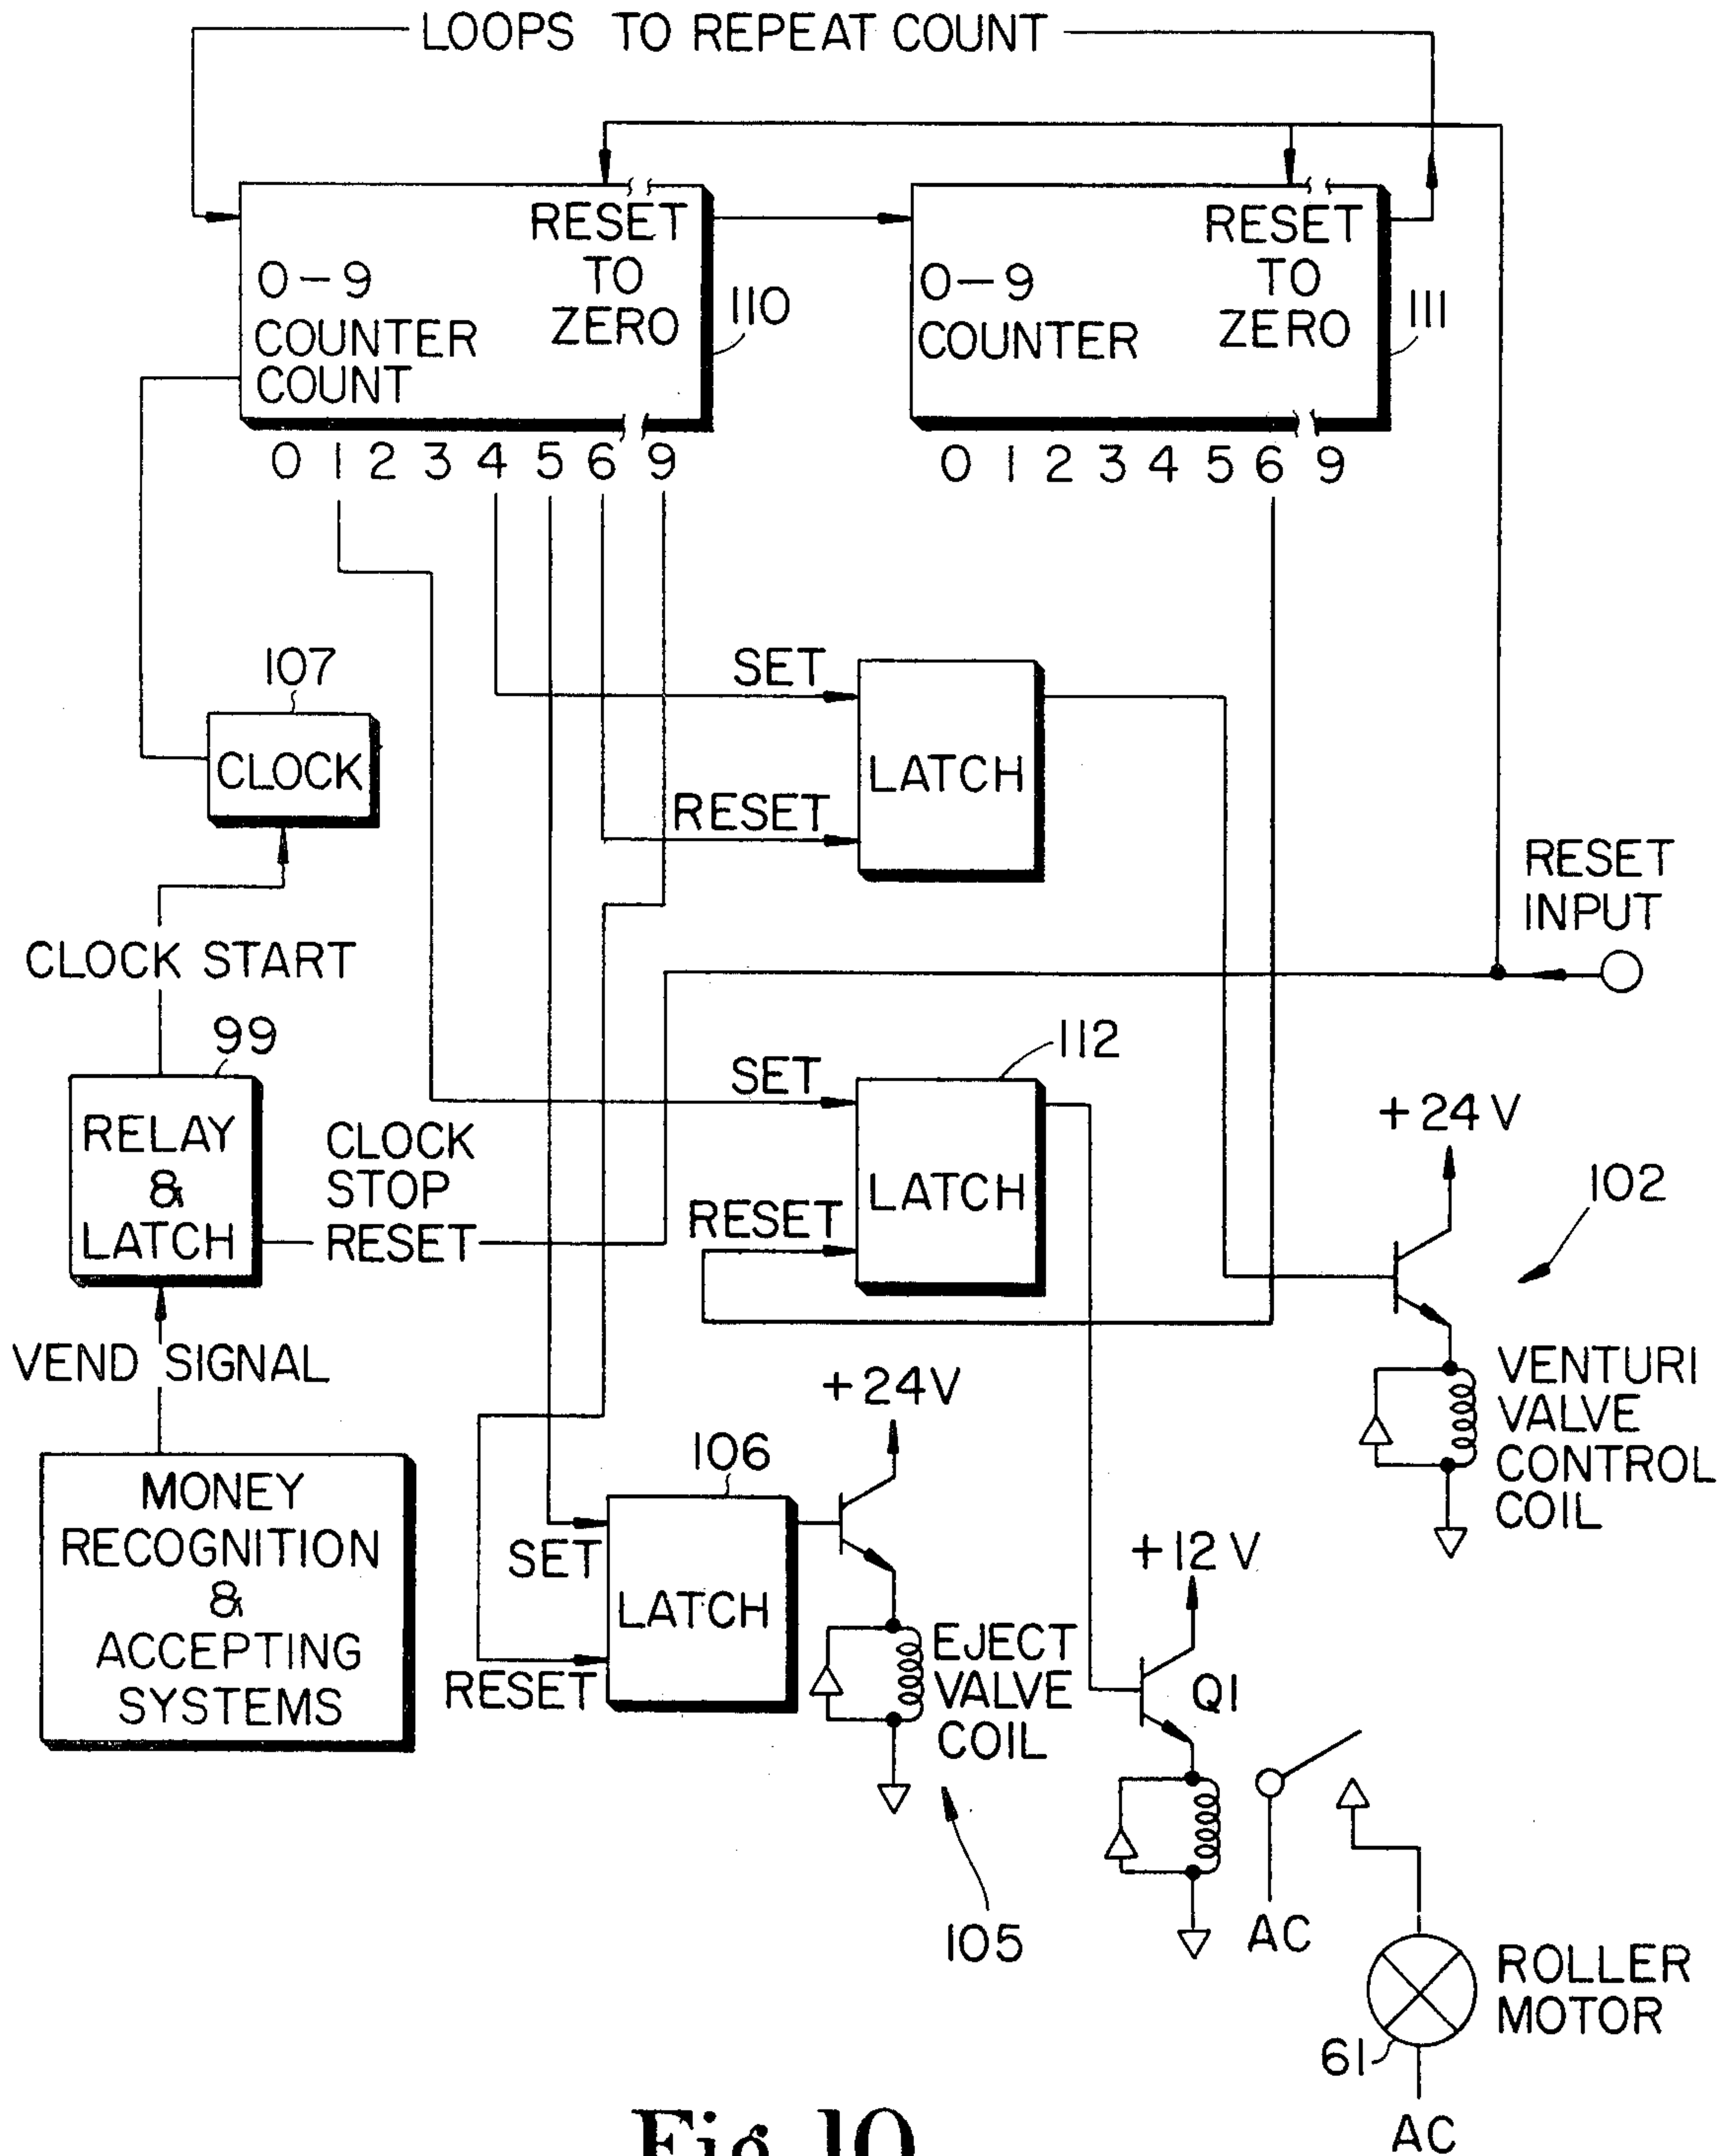 LOOPS TO REPEAT COUNT
RESET
TO
ZERO
0-9
COUNTER
COUNT
110
RESET
TO
ZERO
0-9
COUNTER
111
0 1 2 3 4 5 6 9
0 1 2 3 4 5 6 9
107
CLOCK
SET
RESET
LATCH
RESET
INPUT
CLOCK START
99
RELAY
&
LATCH
CLOCK
STOP
RESET
SET
RESET
112
LATCH
+24V
102
VENTURI
VALVE
CONTROL
COIL
VEND SIGNAL
MONEY
RECOGNITION
&
ACCEPTING
SYSTEMS
+24V
106
SET
LATCH
RESET
EJECT
VALVE
COIL
105
+12V
Q1
AC
ROLLER
MOTOR
61
AC
Fig. 10